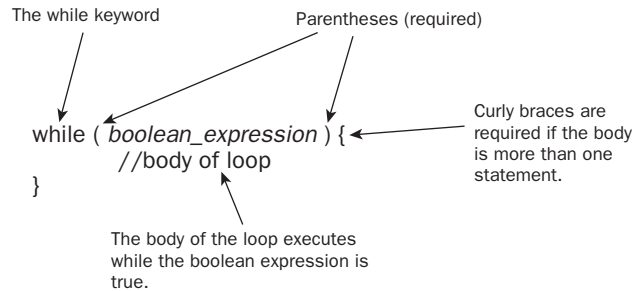 The while keyword
Parentheses (required)
while ( boolean_expression ) {
//body of loop
}
Curly braces are
required if the body
is more than one
statement.
The body of the loop executes
while the boolean expression is
true.